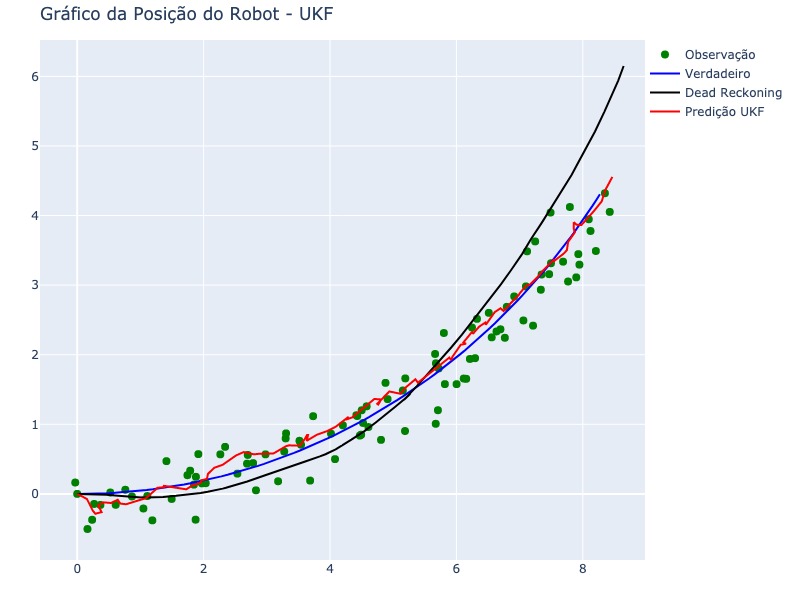 Gráfico da Posição do Robot - UKF
Observação
Verdadeiro
Dead Reckoning
Predição UKF
6
5
4
3
2
1
0
0 2 4 6 8